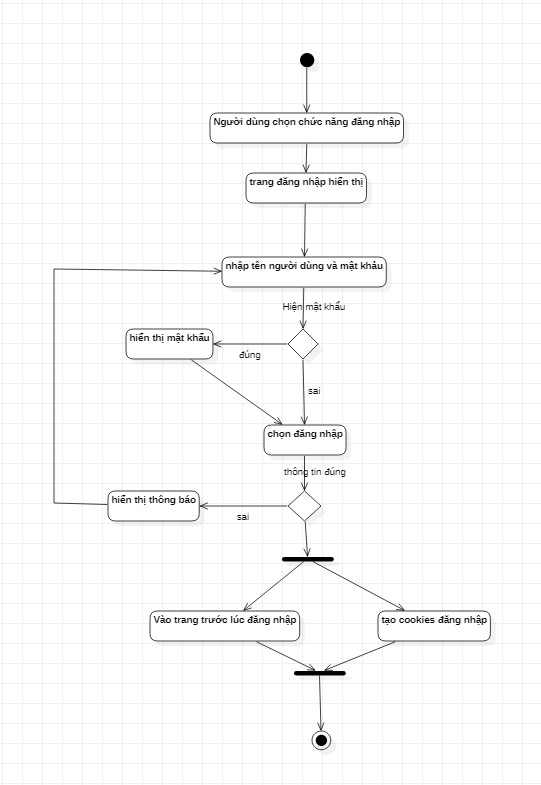 Người dùng chọn chức năng đăng nhập
trang đăng nhập hiển thị
nhập tên người dùng và mật khảu
Hiện mật khẩu
hiển thị mật khẩu
đúng
sai
chọn đăng nhập
thông tin đúng
hiển thị thông báo
sai
Vào trang trước lúc đăng nhập
tạo cookies đăng nhập